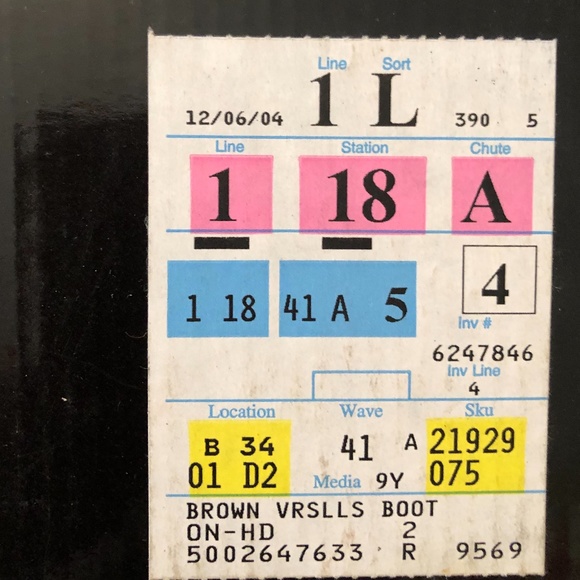 Line Sort
12/06/04 1 L 390 5
Line Station Chute
1 18 A
1 18 41 A 5 4
Inv #
6247846
Inv Line
4
Location Wave Sku
B 34 41 A 21929
01 D2 Media 9Y 075
BROWN VRSLLS BOOT
ON-HD 2
5002647633 R 9569